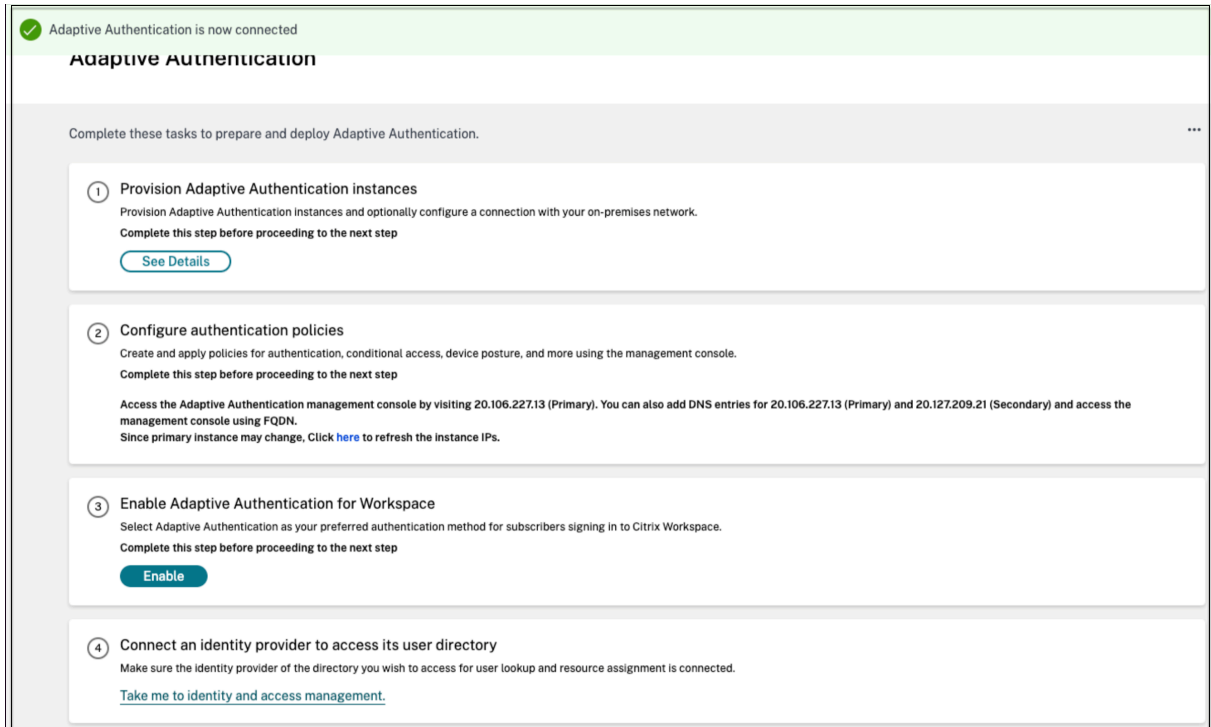 Adaptive Authentication is now connected
Adaptive Authentication
Complete these tasks to prepare and deploy Adaptive Authentication.
...
1
Provision Adaptive Authentication instances
Provision Adaptive Authentication instances and optionally configure a connection with your on-premises network.
Complete this step before proceeding to the next step
See Details
2
Configure authentication policies
Create and apply policies for authentication, conditional access, device posture, and more using the management console.
Complete this step before proceeding to the next step
Access the Adaptive Authentication management console by visiting 20.106.227.13 (Primary). You can also add DNS entries for 20.106.227.13 (Primary) and 20.127.209.21 (Secondary) and access the
management console using FQDN.
Since primary instance may change, Click here to refresh the instance IPs.
3
Enable Adaptive Authentication for Workspace
Select Adaptive Authentication as your preferred authentication method for subscribers signing in to Citrix Workspace.
Complete this step before proceeding to the next step
Enable
4
Connect an identity provider to access its user directory
Make sure the identity provider of the directory you wish to access for user lookup and resource assignment is connected.
Take me to identity and access management.